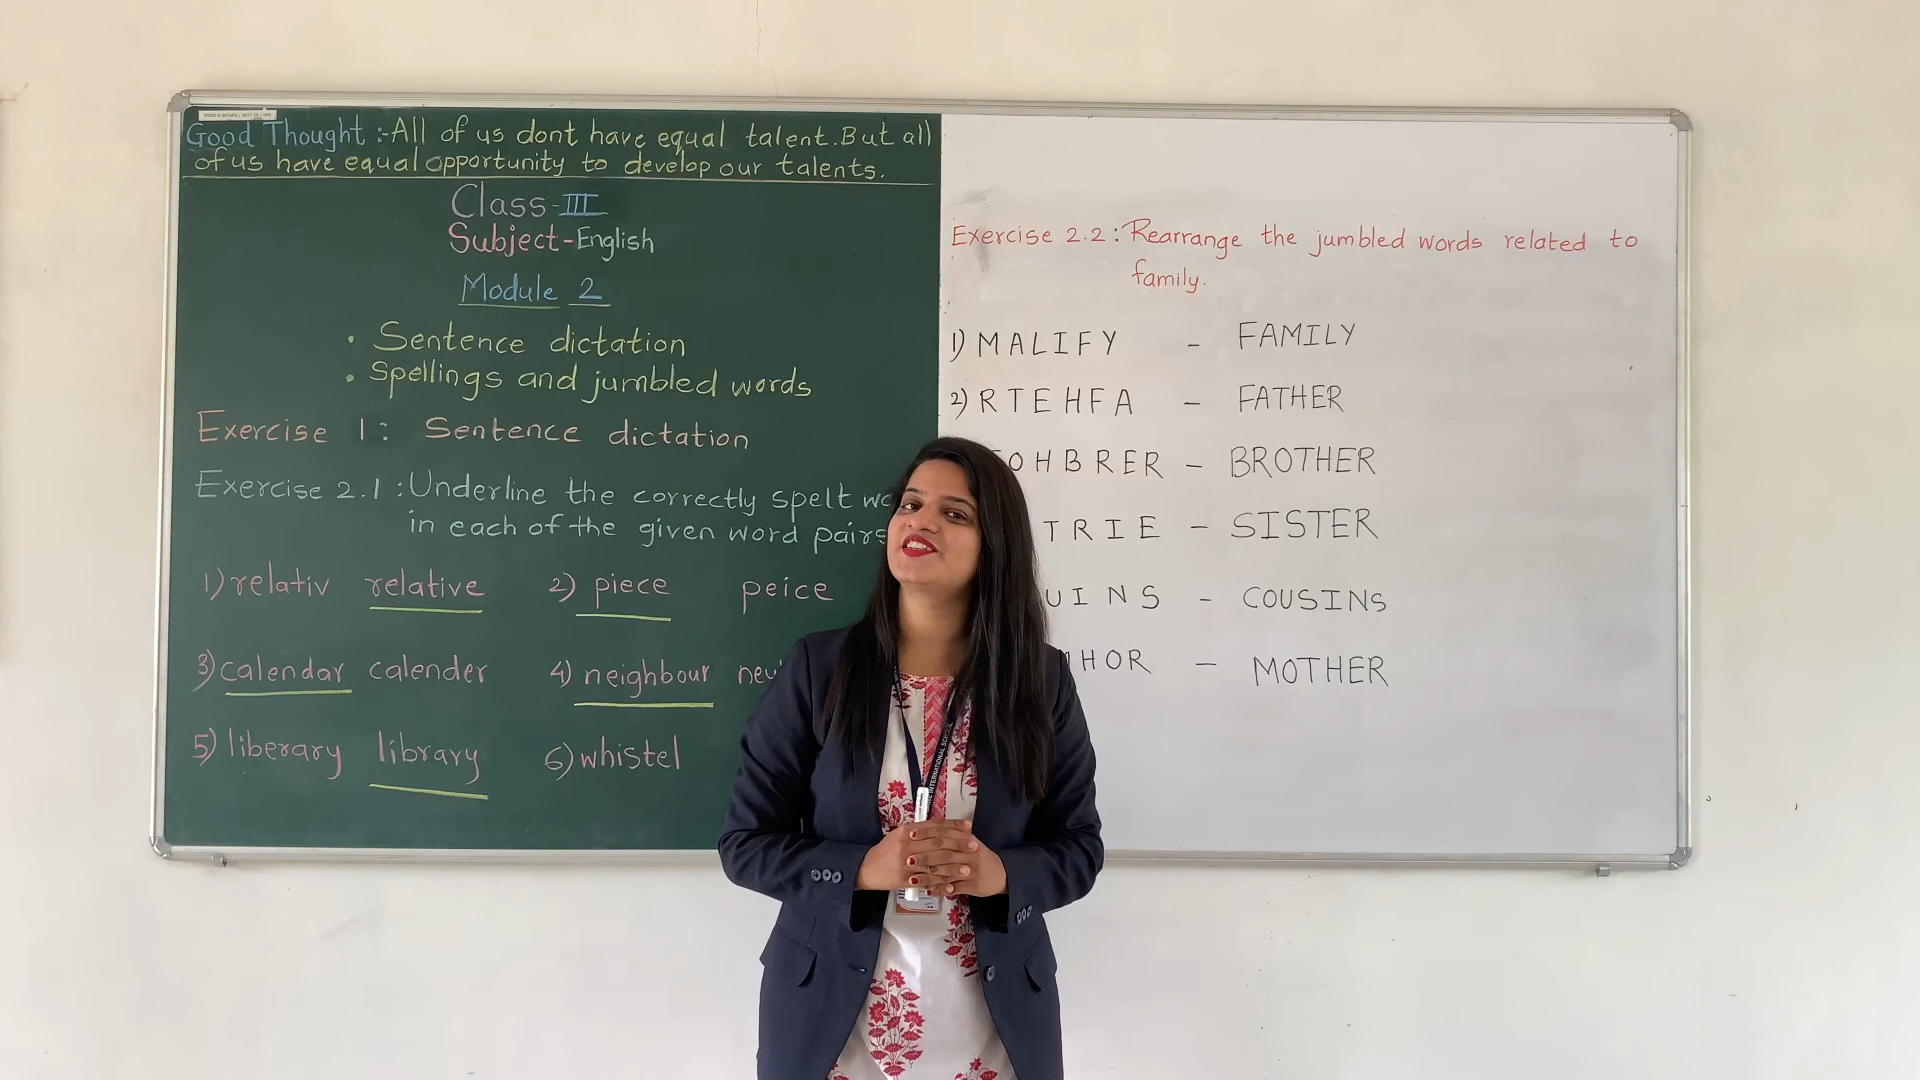 Good Thought :- All of us dont have equal talent. But all
of us have equal opportunity to develop our talents.
Class-III
Subject-English
Module 2
• Sentence dictation
• Spellings and jumbled words
Exercise 1: Sentence dictation
Exercise 2.1 : Underline the correctly spelt
in each of the given word pairs
1) relativ relative 2) piece peice
3) calendar calender 4) neighbour
5) liberary library 6) whistel
Exercise 2.2 : Rearrange the jumbled words related to
family.
1) MALIFY - FAMILY
2) RTEHFA - FATHER
OHBRER - BROTHER
TRIE - SISTER
UINS - COUSINS
HOR - MOTHER
INTERNATIONAL SCHOOL